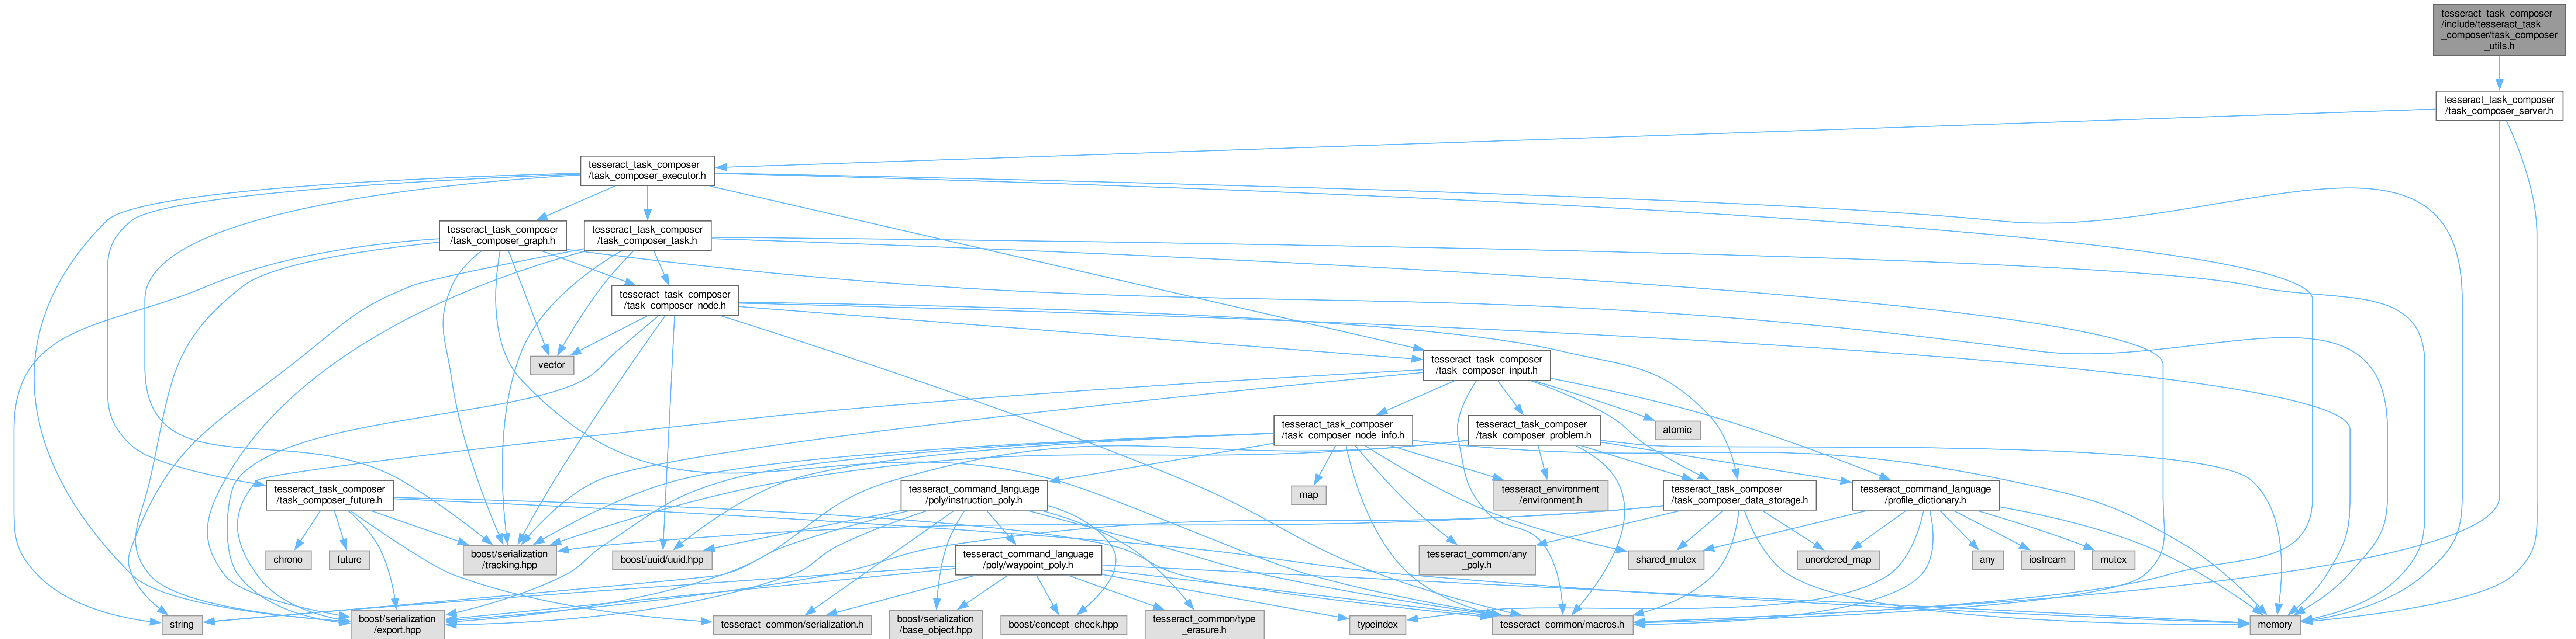 tesseract_task_composer
/include/tesseract_task
_composer/task_composer
_utils.h
tesseract_task_composer
/task_composer_server.h
tesseract_task_composer
/task_composer_executor.h
tesseract_task_composer
/task_composer_graph.h
tesseract_task_composer
/task_composer_task.h
tesseract_task_composer
/task_composer_node.h
vector
tesseract_task_composer
/task_composer_input.h
tesseract_task_composer
/task_composer_node_info.h
tesseract_task_composer
/task_composer_problem.h
atomic
tesseract_task_composer
/task_composer_future.h
tesseract_command_language
/poly/instruction_poly.h
map
tesseract_environment
/environment.h
tesseract_task_composer
/task_composer_data_storage.h
tesseract_command_language
/profile_dictionary.h
chrono
future
boost/serialization
/tracking.hpp
boost/uuid/uuid.hpp
tesseract_command_language
/poly/waypoint_poly.h
tesseract_common/any
_poly.h
shared_mutex
unordered_map
any
iostream
mutex
string
boost/serialization
/export.hpp
tesseract_common/serialization.h
boost/serialization
/base_object.hpp
boost/concept_check.hpp
tesseract_common/type
_erasure.h
typeindex
tesseract_common/macros.h
memory